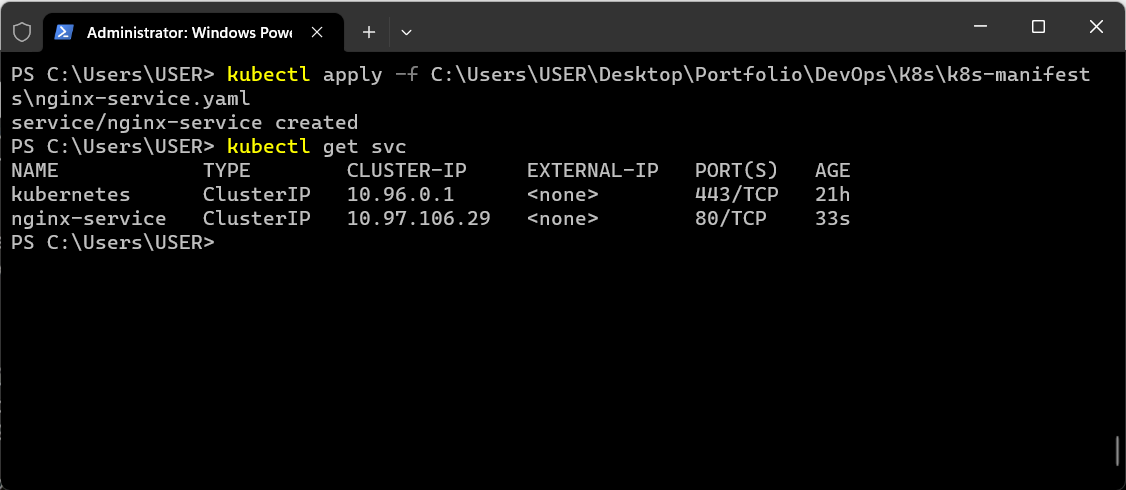 Administrator: Windows Powe
PS C:\Users\USER> kubectl apply -f C:\Users\USER\Desktop\Portfolio\DevOps\K8s\k8s-manifest
s\nginx-service.yaml
service/nginx-service created
PS C:\Users\USER> kubectl get svc
NAME TYPE CLUSTER-IP EXTERNAL-IP PORT(S) AGE
kubernetes ClusterIP 10.96.0.1 <none> 443/TCP 21h
nginx-service ClusterIP 10.97.106.29 <none> 80/TCP 33s
PS C:\Users\USER>